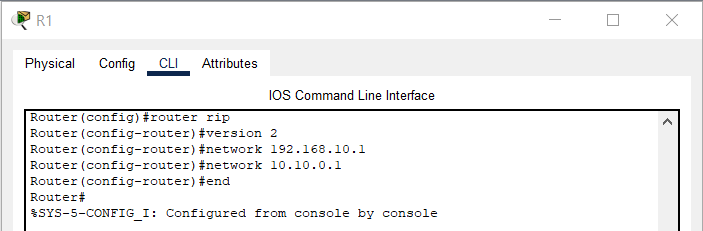 R1
Physical Config CLI Attributes
IOS Command Line Interface
Router(config)#router rip
Router(config-router)#version 2
Router(config-router)#network 192.168.10.1
Router(config-router)#network 10.10.0.1
Router(config-router)#end
Router#
%SYS-5-CONFIG_I: Configured from console by console